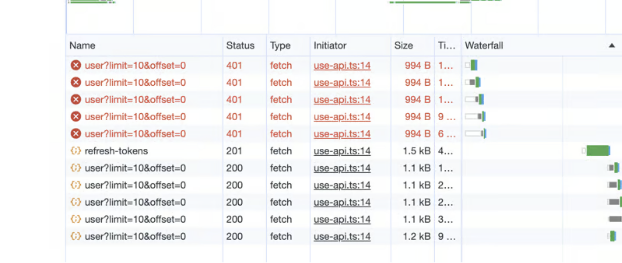 Name Status Type Initiator Size Ti... Waterfall
user?limit=10&offset=0 401 fetch use-api.ts:14 994 B 1...
user?limit=10&offset=0 401 fetch use-api.ts:14 994 B 1...
user?limit=10&offset=0 401 fetch use-api.ts:14 994 B 1...
user?limit=10&offset=0 401 fetch use-api.ts:14 994 B 9 ...
user?limit=10&offset=0 401 fetch use-api.ts:14 994 B 6 ...
refresh-tokens 201 fetch use-api.ts:14 1.5 kB 4...
user?limit=10&offset=0 200 fetch use-api.ts:14 1.1 kB 1...
user?limit=10&offset=0 200 fetch use-api.ts:14 1.1 kB 2...
user?limit=10&offset=0 200 fetch use-api.ts:14 1.1 kB 2...
user?limit=10&offset=0 200 fetch use-api.ts:14 1.1 kB 3...
user?limit=10&offset=0 200 fetch use-api.ts:14 1.2 kB 9 ...